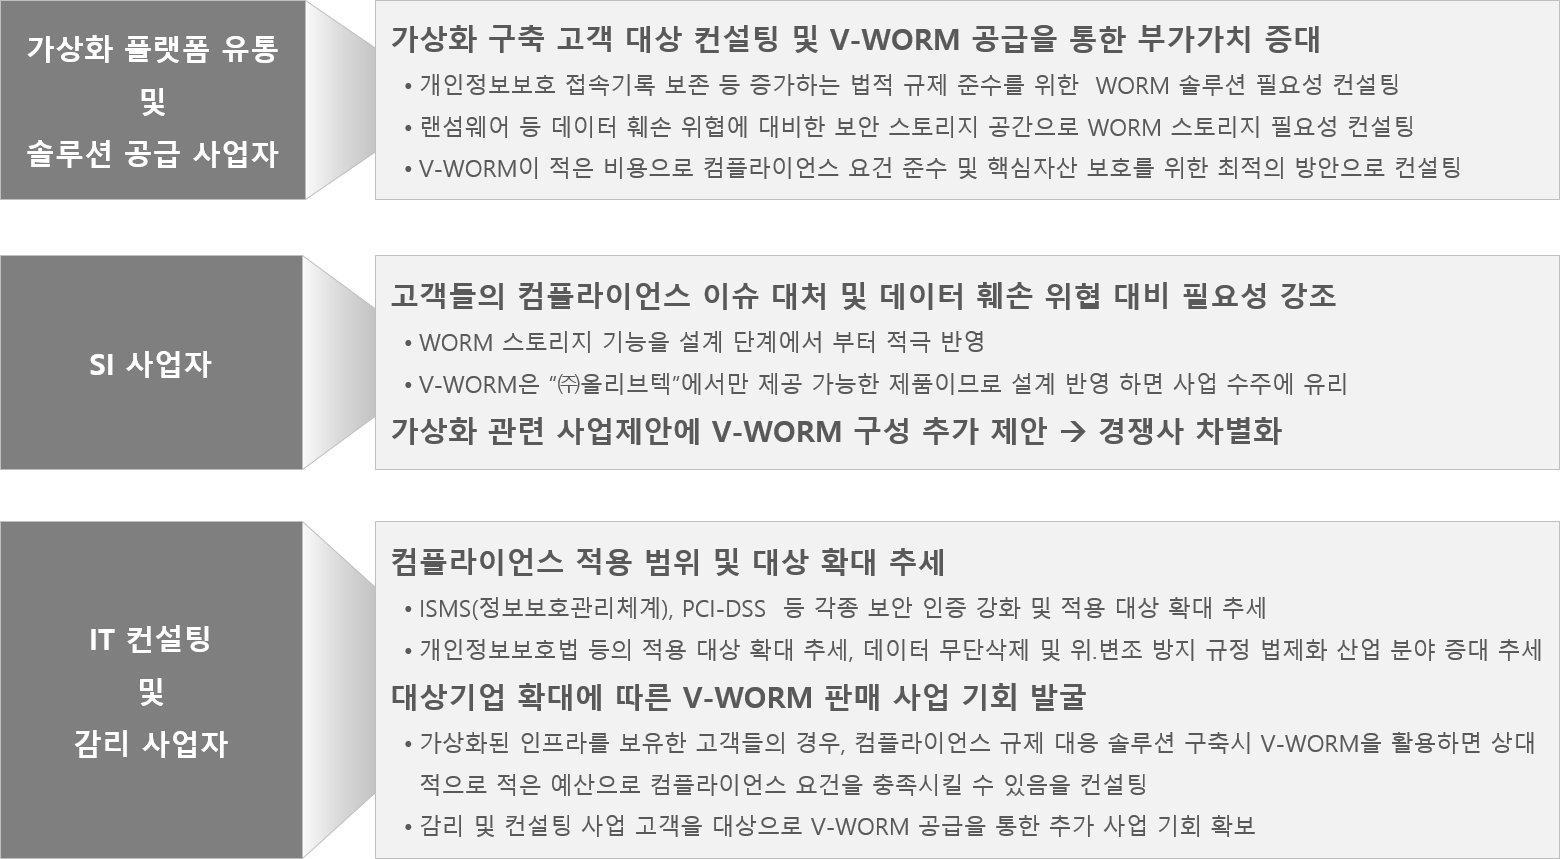 가상화 플랫폼 유통
및
솔루션 공급 사업자
가상화 구축 고객 대상 컨설팅 및 V-WORM 공급을 통한 부가가치 증대
• 개인정보보호 접속기록 보존 등 증가하는 법적 규제 준수를 위한 WORM 솔루션 필요성 컨설팅
• 랜섬웨어 등 데이터 훼손 위협에 대비한 보안 스토리지 공간으로 WORM 스토리지 필요성 컨설팅
• V-WORM이 적은 비용으로 컴플라이언스 요건 준수 및 핵심자산 보호를 위한 최적의 방안으로 컨설팅
SI 사업자
고객들의 컴플라이언스 이슈 대처 및 데이터 훼손 위협 대비 필요성 강조
• WORM 스토리지 기능을 설계 단계에서 부터 적극 반영
• V-WORM은 “㈜올리브텍”에서만 제공 가능한 제품이므로 설계 반영 하면 사업 수주에 유리
가상화 관련 사업제안에 V-WORM 구성 추가 제안 → 경쟁사 차별화
IT 컨설팅
및
감리 사업자
컴플라이언스 적용 범위 및 대상 확대 추세
• ISMS(정보보호관리체계), PCI-DSS 등 각종 보안 인증 강화 및 적용 대상 확대 추세
• 개인정보보호법 등의 적용 대상 확대 추세, 데이터 무단삭제 및 위.변조 방지 규정 법제화 산업 분야 증대 추세
대상기업 확대에 따른 V-WORM 판매 사업 기회 발굴
• 가상화된 인프라를 보유한 고객들의 경우, 컴플라이언스 규제 대응 솔루션 구축시 V-WORM을 활용하면 상대
적으로 적은 예산으로 컴플라이언스 요건을 충족시킬 수 있음을 컨설팅
• 감리 및 컨설팅 사업 고객을 대상으로 V-WORM 공급을 통한 추가 사업 기회 확보